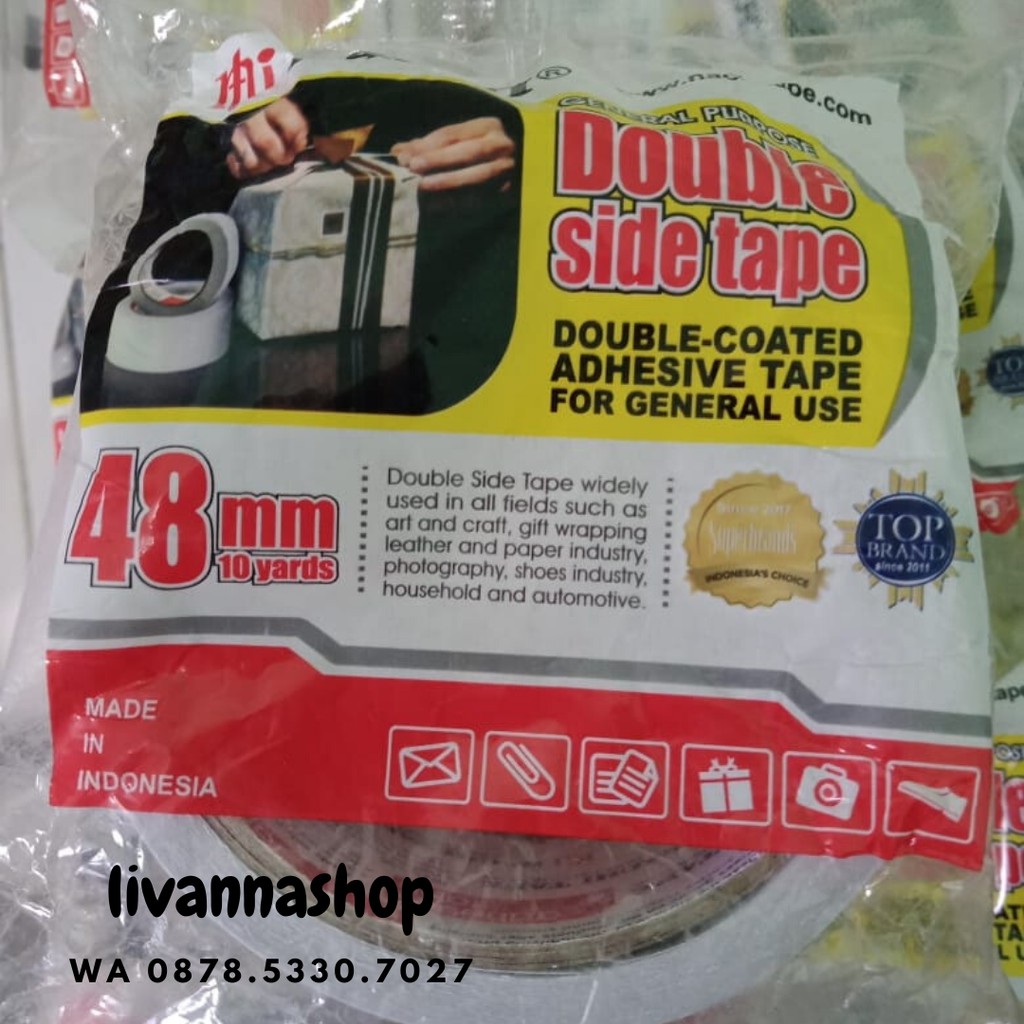 GENERAL PURPOSE
Double
side tape
DOUBLE-COATED
ADHESIVE TAPE
FOR GENERAL USE
48 mm
10 yards
Double Side Tape widely
used in all fields such as
art and craft, gift wrapping
leather and paper industry,
photography, shoes industry,
household and automotive.
Superbrands
INDONESIA'S CHOICE
TOP
BRAND
since 2011
MADE
IN
INDONESIA
livannashop
WA 0878.5330.7027